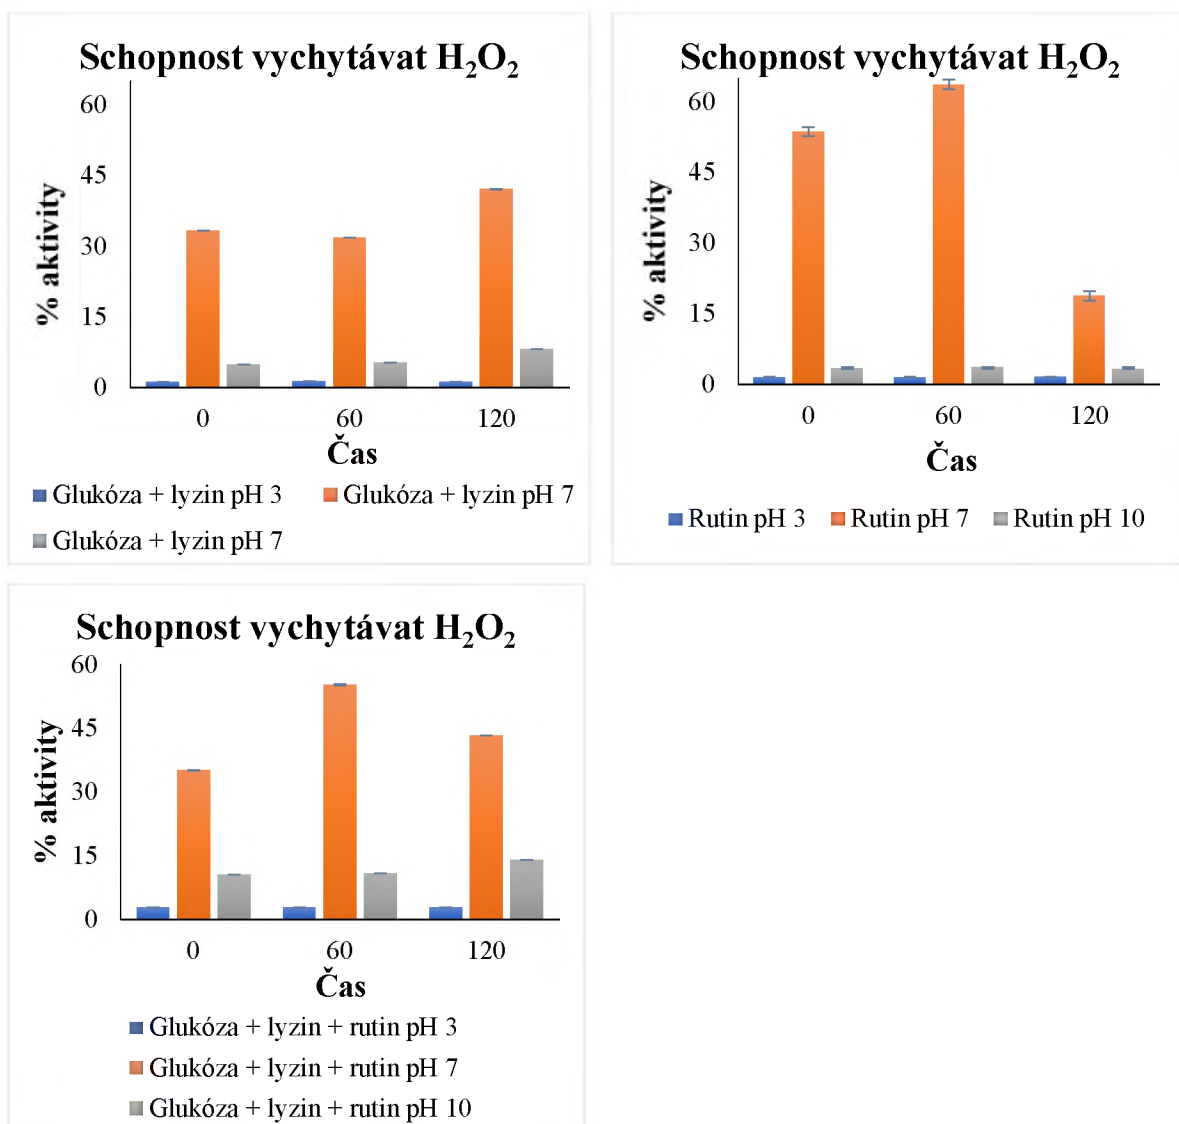 Schopnost vychytávat H₂O₂
60
45
30
15
0
% aktivity
0 60 120
Čas
Glukóza + lyzin pH 3 Glukóza + lyzin pH 7
Glukóza + lyzin pH 7
Schopnost vychytávat H₂O₂
60
45
30
15
0
% aktivity
0 60 120
Čas
Rutin pH 3 Rutin pH 7 Rutin pH 10
Schopnost vychytávat H₂O₂
60
45
30
15
0
% aktivity
0 60 120
Čas
Glukóza + lyzin + rutin pH 3
Glukóza + lyzin + rutin pH 7
Glukóza + lyzin + rutin pH 10